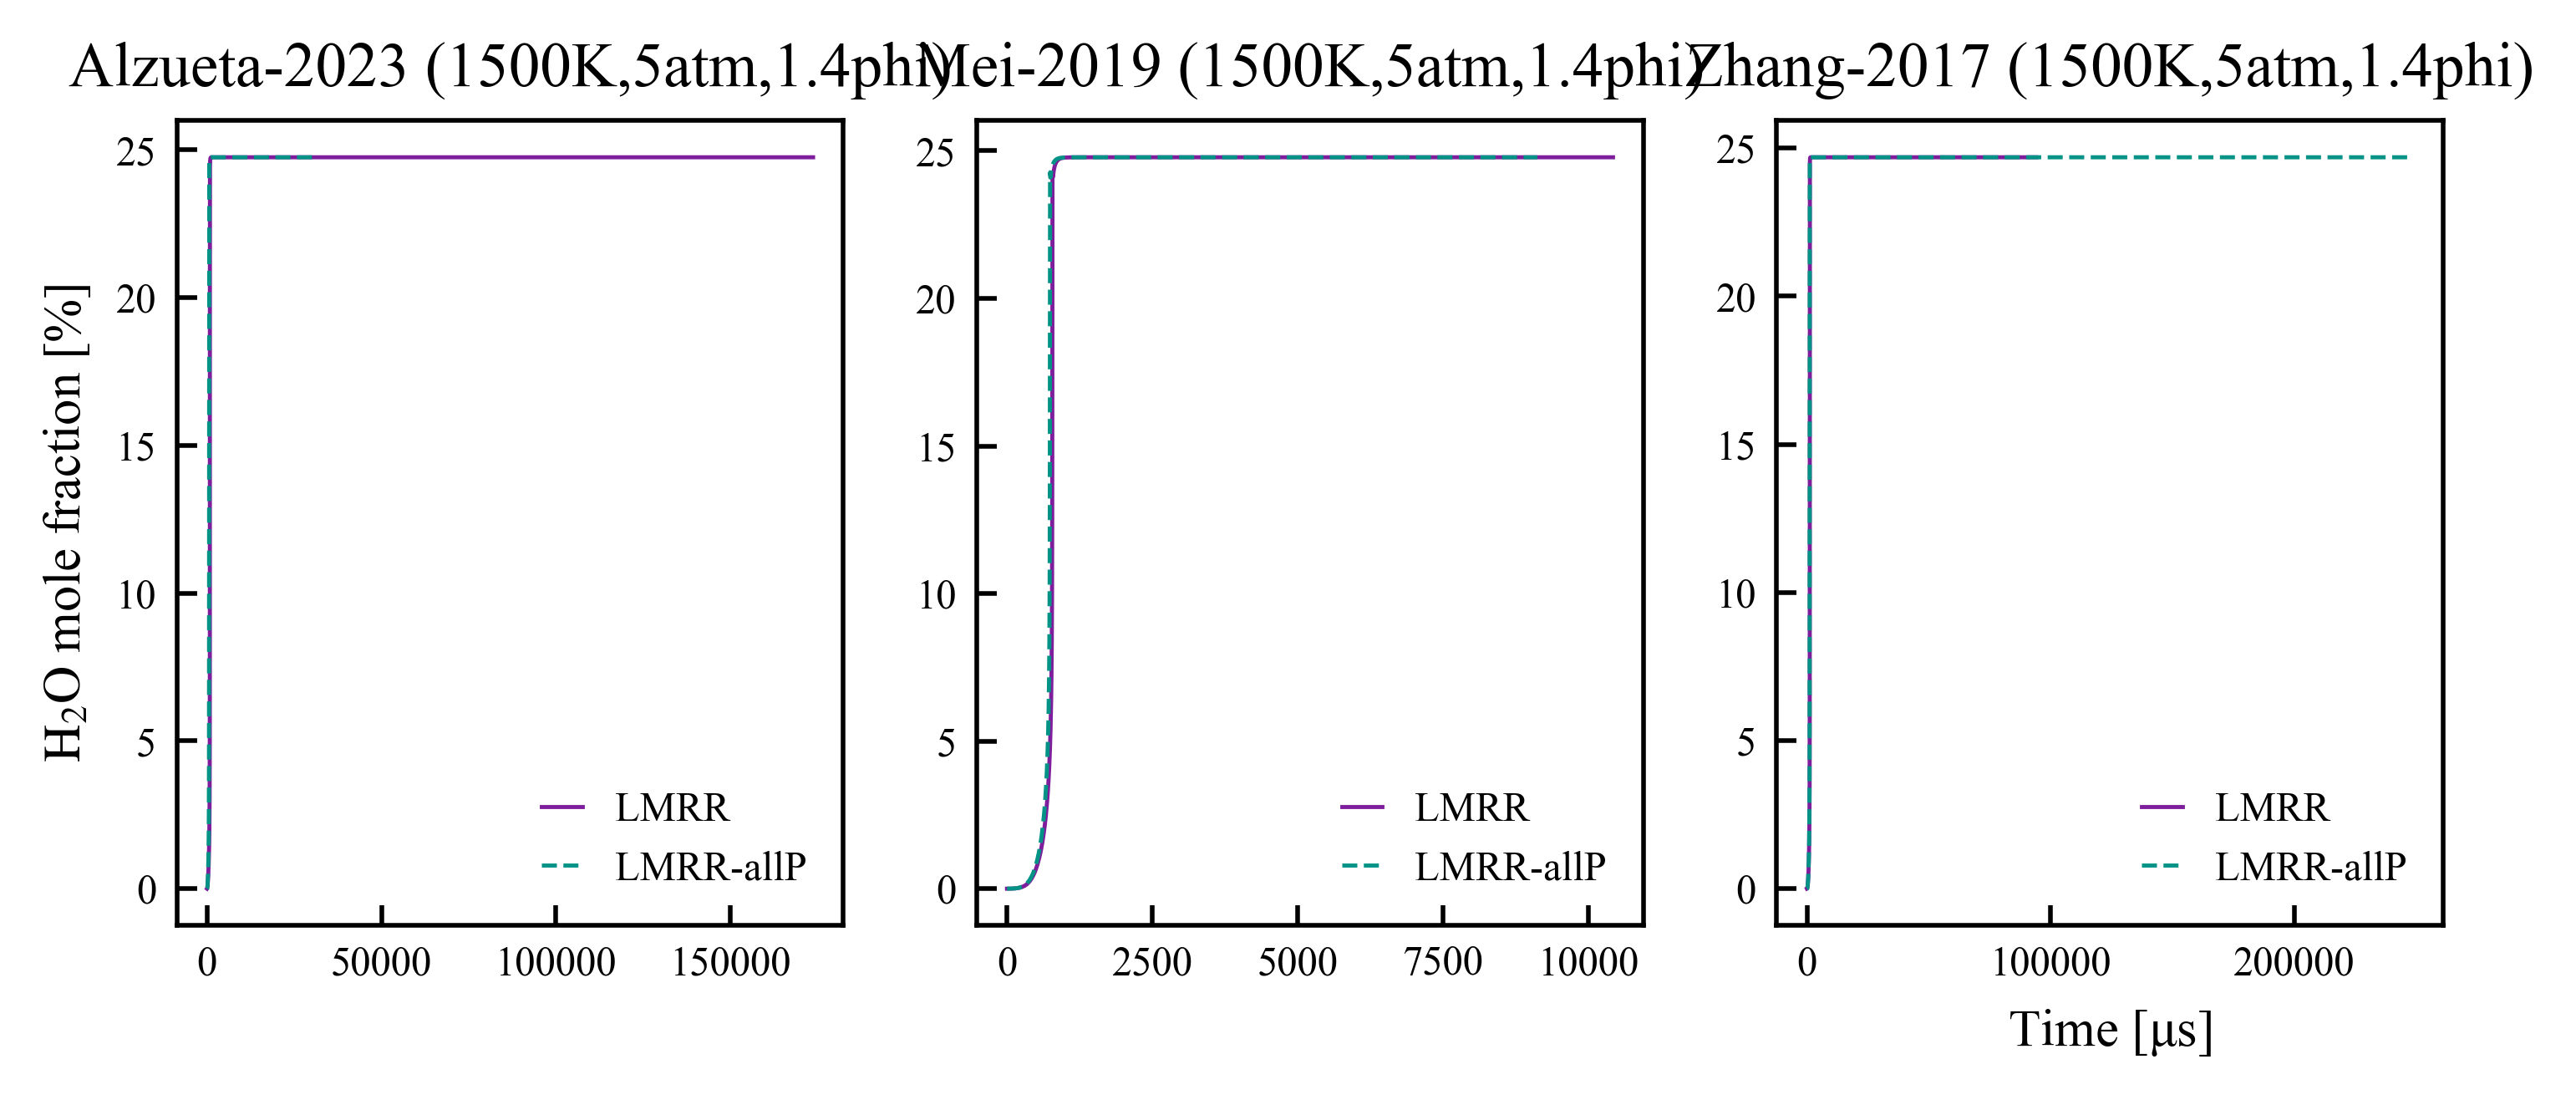 Alzueta-2023 (1500K,5atm,1.4phi)
Mei-2019 (1500K,5atm,1.4phi)
Zhang-2017 (1500K,5atm,1.4phi)
H₂O mole fraction [%]
25
20
15
10
5
0
0
50000
100000
150000
LMRR
LMRR-allP
25
20
15
10
5
0
0
2500
5000
7500
10000
LMRR
LMRR-allP
25
20
15
10
5
0
0
100000
200000
LMRR
LMRR-allP
Time [μs]